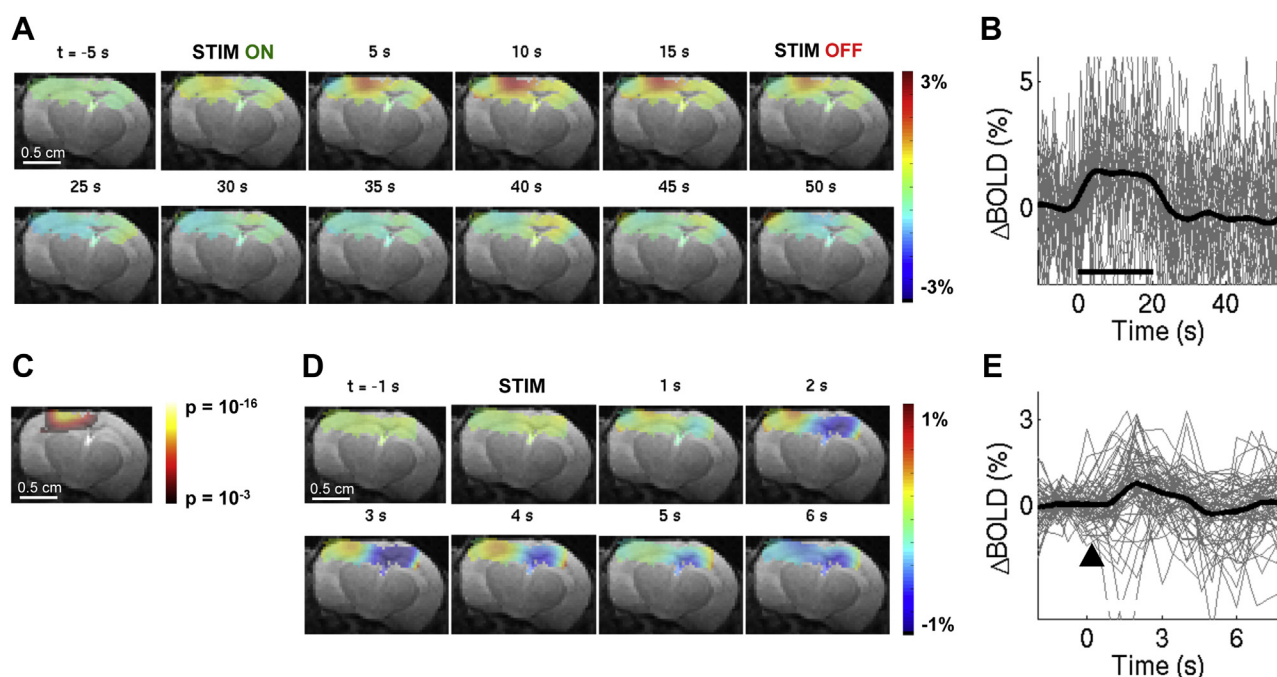 A
t = -5 s
STIM ON
5 s
10 s
15 s
STIM OFF
0.5 cm
25 s
30 s
35 s
40 s
45 s
50 s
3%
-3%
B
ΔBOLD (%)
5
0
0
20
40
Time (s)
C
0.5 cm
p = 10⁻¹⁶
p = 10⁻³
D
t = -1 s
STIM
1 s
2 s
0.5 cm
3 s
4 s
5 s
6 s
1%
-1%
E
ΔBOLD (%)
3
0
0
3
6
Time (s)